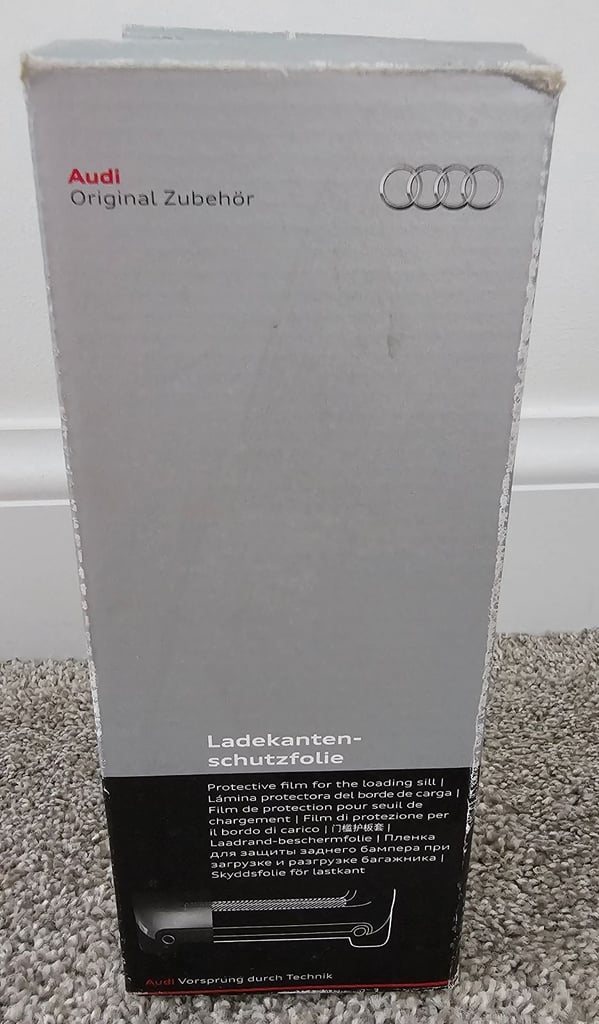 Audi
Original Zubehör
Ladekanten-
schutzfolie
Protective film for the loading sill |
Lámina protectora del borde de carga |
Film de protection pour seuil de
chargement | Film di protezione per
il bordo di carico | 门槛护板套 |
Laadrand-beschermfolie | Пленка
для защиты заднего бампера при
загрузке и разгрузке багажника |
Skyddsfolie för lastkant
Audi Vorsprung durch Technik